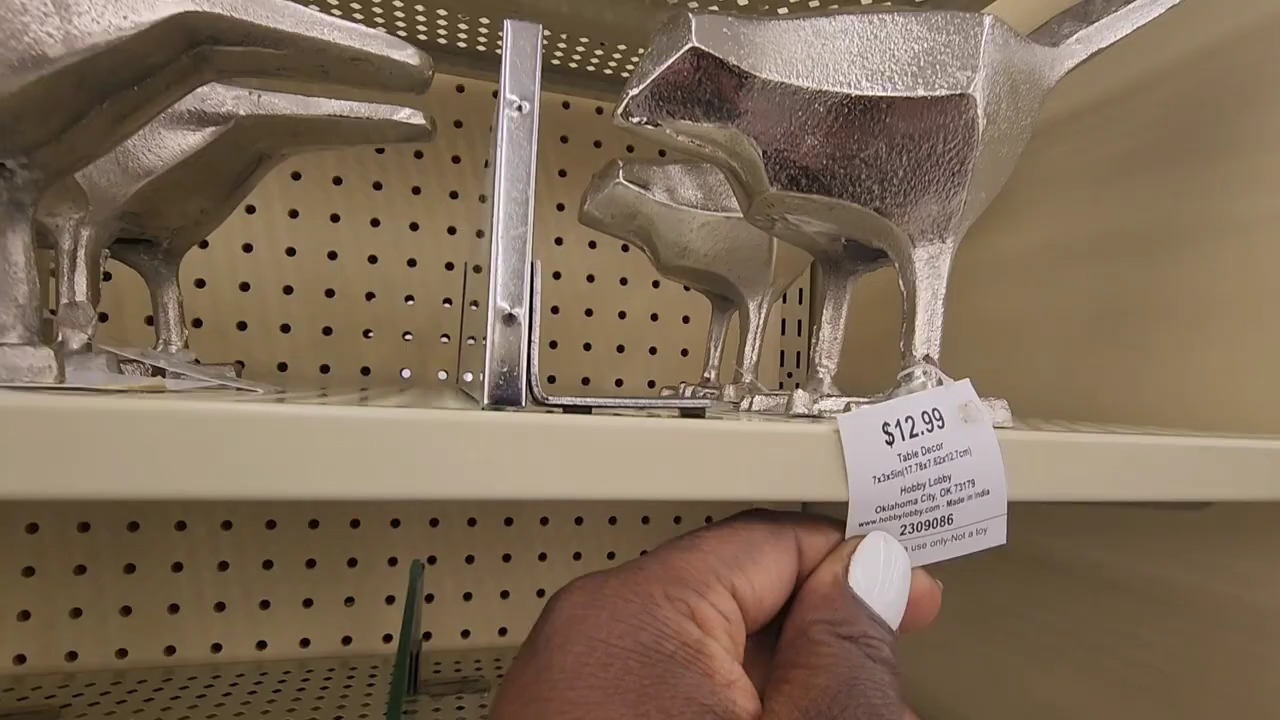 $12.99
Table Decor
7x3x5in(17.78x7.62x12.7cm)
Hobby Lobby
Oklahoma City, OK 73179
www.hobbylobby.com - Made in India
2309086
use only-Not a toy